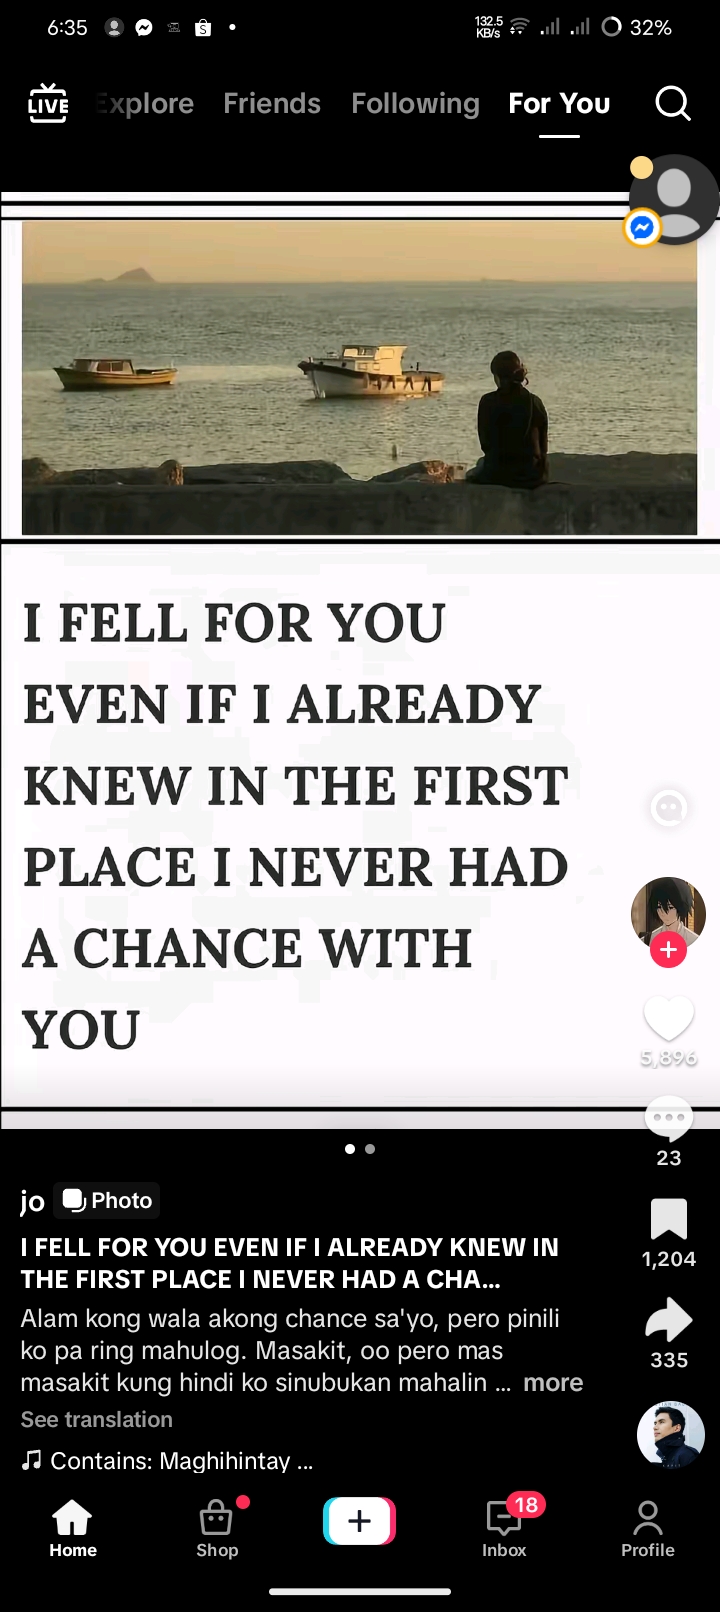 6:35
132.5
KB/s
32%
LIVE
Explore
Friends
Following
For You
I FELL FOR YOU
EVEN IF I ALREADY
KNEW IN THE FIRST
PLACE I NEVER HAD
A CHANCE WITH
YOU
5,896
23
1,204
335
jo
Photo
I FELL FOR YOU EVEN IF I ALREADY KNEW IN
THE FIRST PLACE I NEVER HAD A CHA...
Alam kong wala akong chance sa'yo, pero pinili
ko pa ring mahulog. Masakit, oo pero mas
masakit kung hindi ko sinubukan mahalin ... more
See translation
Contains: Maghihintay ...
18
Home
Shop
Inbox
Profile